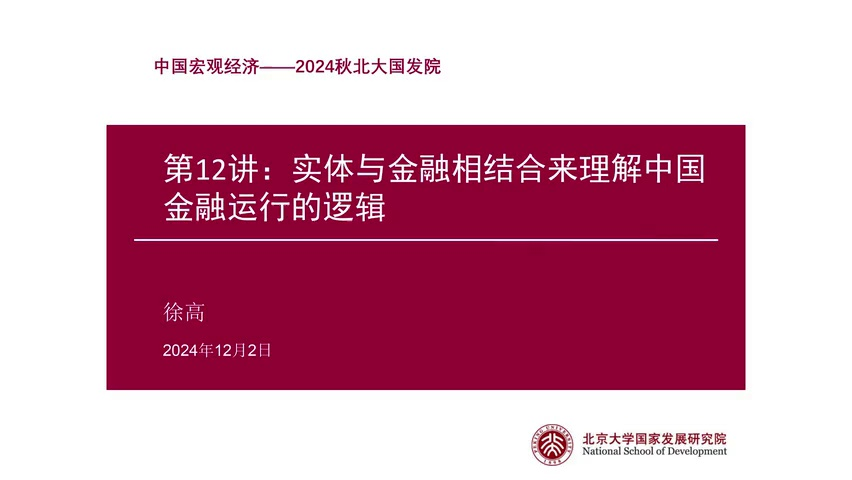 中国宏观经济——2024秋北大国发院
第12讲：实体与金融相结合来理解中国
金融运行的逻辑
徐高
2024年12月2日
北京大学国家发展研究院
National School of Development